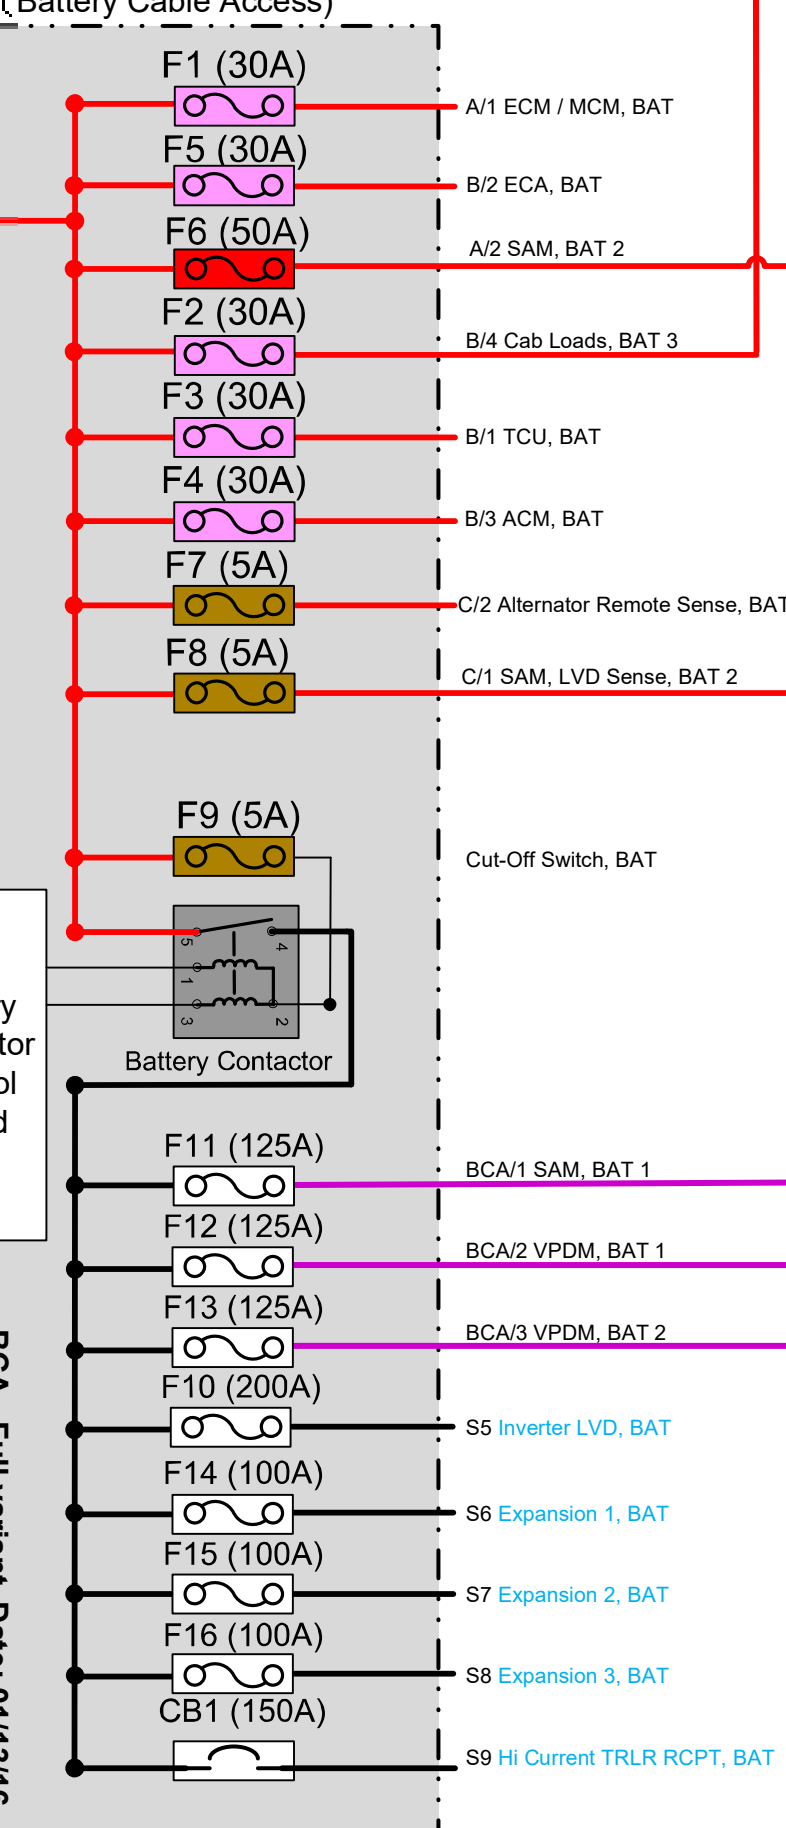 Battery Cable Access)
F1 (30A)
A/1 ECM / MCM, BAT
F5 (30A)
B/2 ECA, BAT
F6 (50A)
A/2 SAM, BAT 2
F2 (30A)
B/4 Cab Loads, BAT 3
F3 (30A)
B/1 TCU, BAT
F4 (30A)
B/3 ACM, BAT
F7 (5A)
C/2 Alternator Remote Sense, BAT
F8 (5A)
C/1 SAM, LVD Sense, BAT 2
F9 (5A)
Cut-Off Switch, BAT
5
4
1
3
2
Battery Contactor
F11 (125A)
BCA/1 SAM, BAT 1
F12 (125A)
BCA/2 VPDM, BAT 1
F13 (125A)
BCA/3 VPDM, BAT 2
F10 (200A)
S5 Inverter LVD, BAT
F14 (100A)
S6 Expansion 1, BAT
F15 (100A)
S7 Expansion 2, BAT
F16 (100A)
S8 Expansion 3, BAT
CB1 (150A)
S9 Hi Current TRLR RCPT, BAT